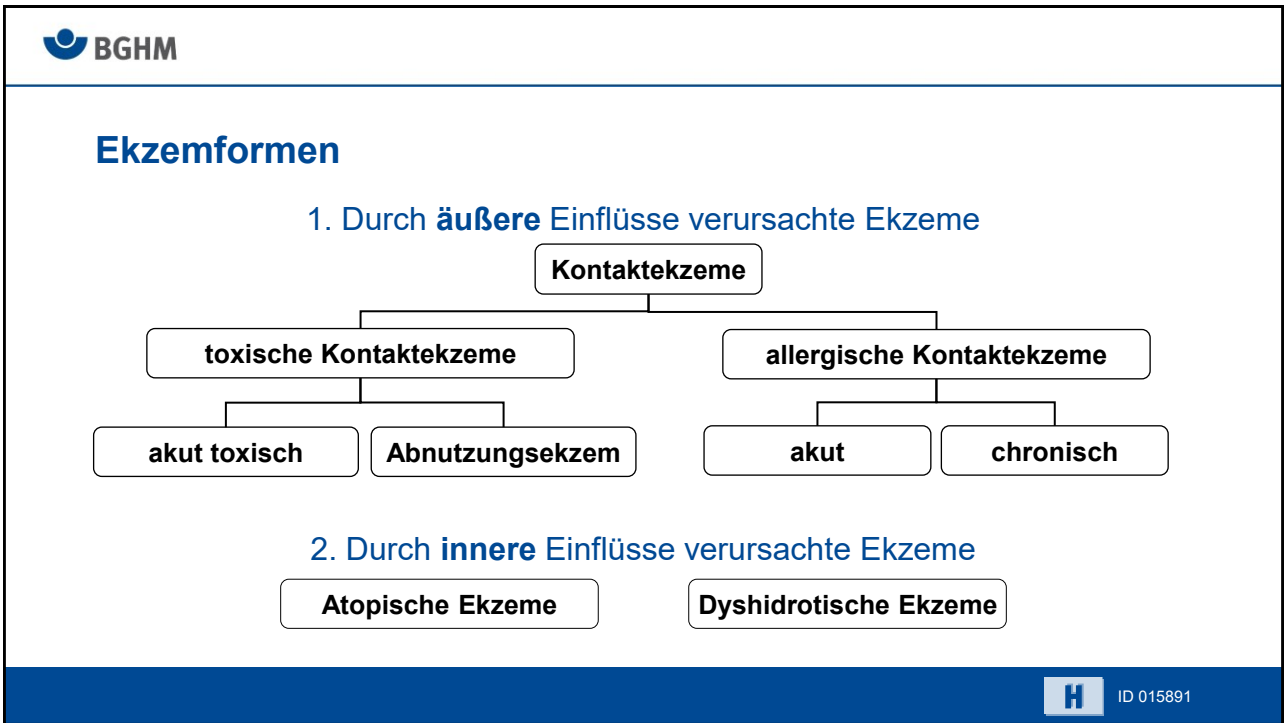 BGHM
Ekzemformen
1. Durch äußere Einflüsse verursachte Ekzeme
Kontaktekzeme
toxische Kontaktekzeme
allergische Kontaktekzeme
akut toxisch
Abnutzungsekzem
akut
chronisch
2. Durch innere Einflüsse verursachte Ekzeme
Atopische Ekzeme
Dyshidrotische Ekzeme
H
ID 015891